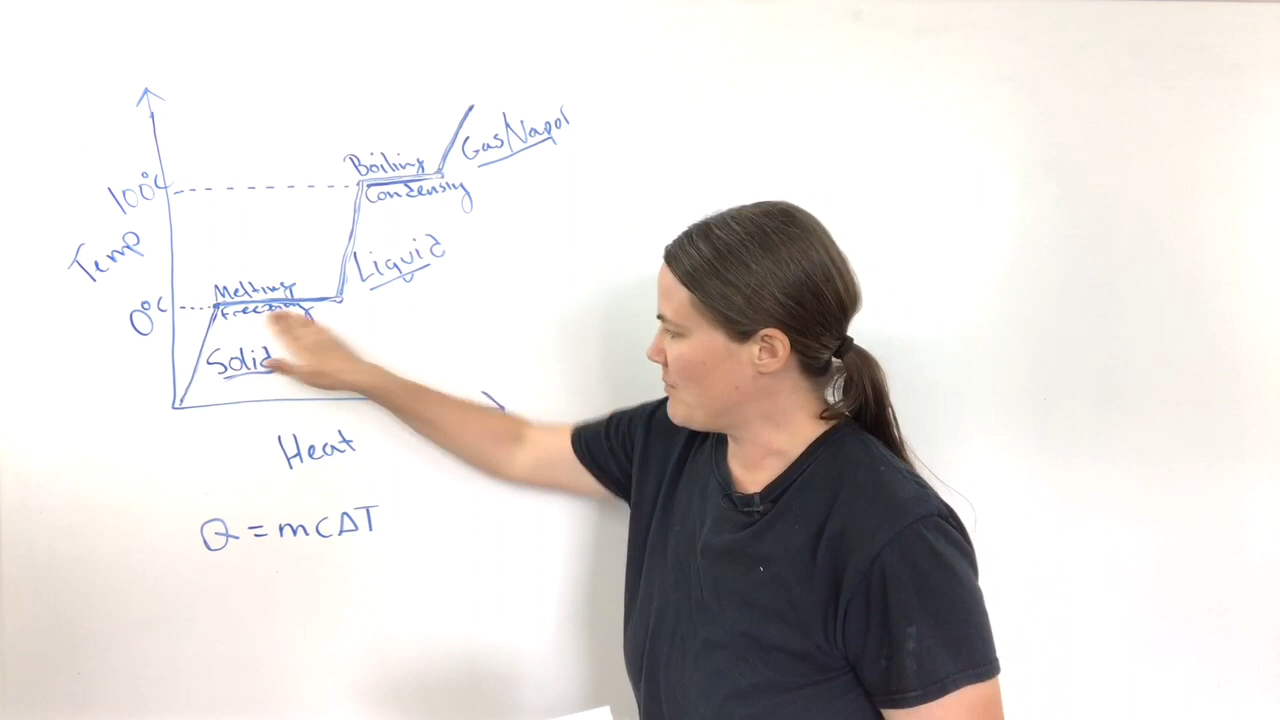 Gas/Vapor
Boiling
100°C
Condensing
Temp
Liquid
Melting
0°C
Freezing
Solid
Heat
Q = mcΔT